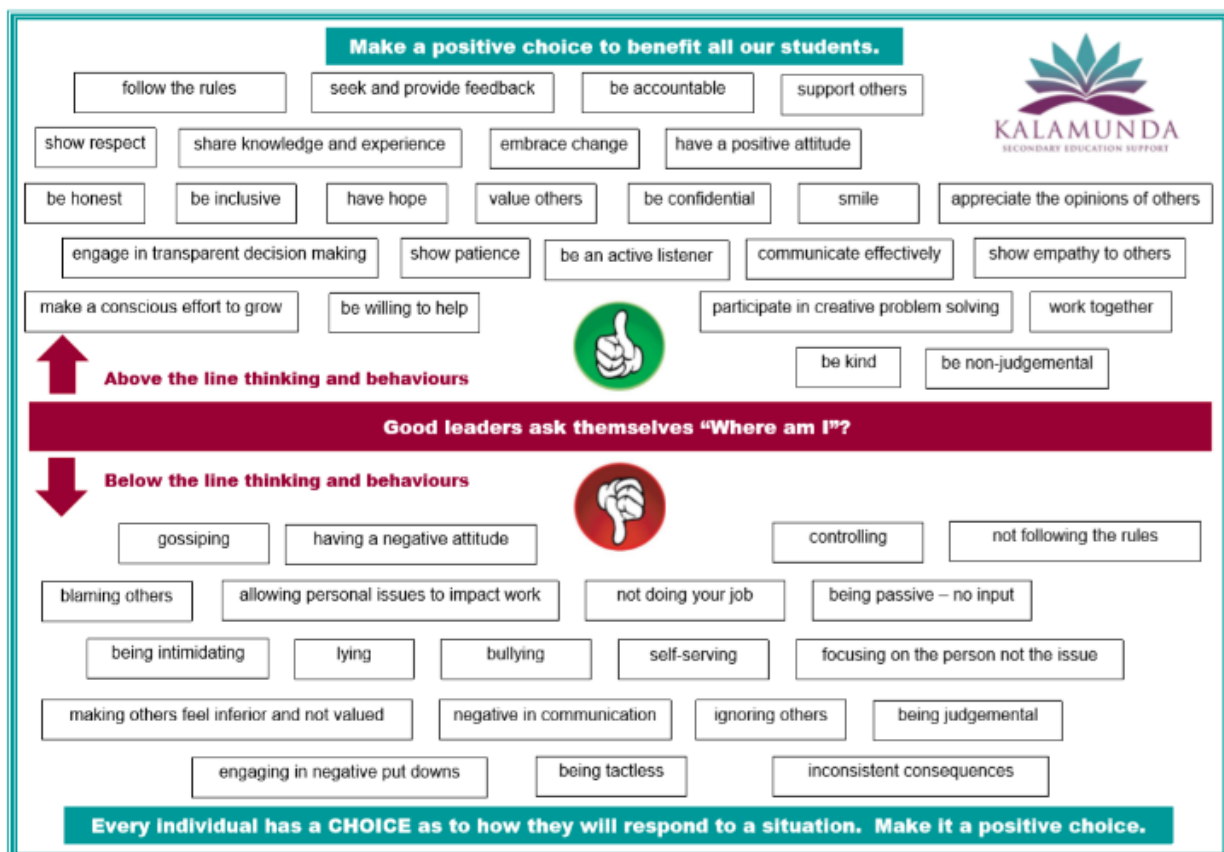 Make a positive choice to benefit all our students.
KALAMUNDA
SECONDARY EDUCATION SUPPORT
follow the rules
seek and provide feedback
be accountable
support others
show respect
share knowledge and experience
embrace change
have a positive attitude
be honest
be inclusive
have hope
value others
be confidential
smile
appreciate the opinions of others
engage in transparent decision making
show patience
be an active listener
communicate effectively
show empathy to others
make a conscious effort to grow
be willing to help
participate in creative problem solving
work together
be kind
be non-judgemental
Above the line thinking and behaviours
Good leaders ask themselves “Where am I”?
Below the line thinking and behaviours
gossiping
having a negative attitude
controlling
not following the rules
blaming others
allowing personal issues to impact work
not doing your job
being passive – no input
being intimidating
lying
bullying
self-serving
focusing on the person not the issue
making others feel inferior and not valued
negative in communication
ignoring others
being judgemental
engaging in negative put downs
being tactless
inconsistent consequences
Every individual has a CHOICE as to how they will respond to a situation. Make it a positive choice.